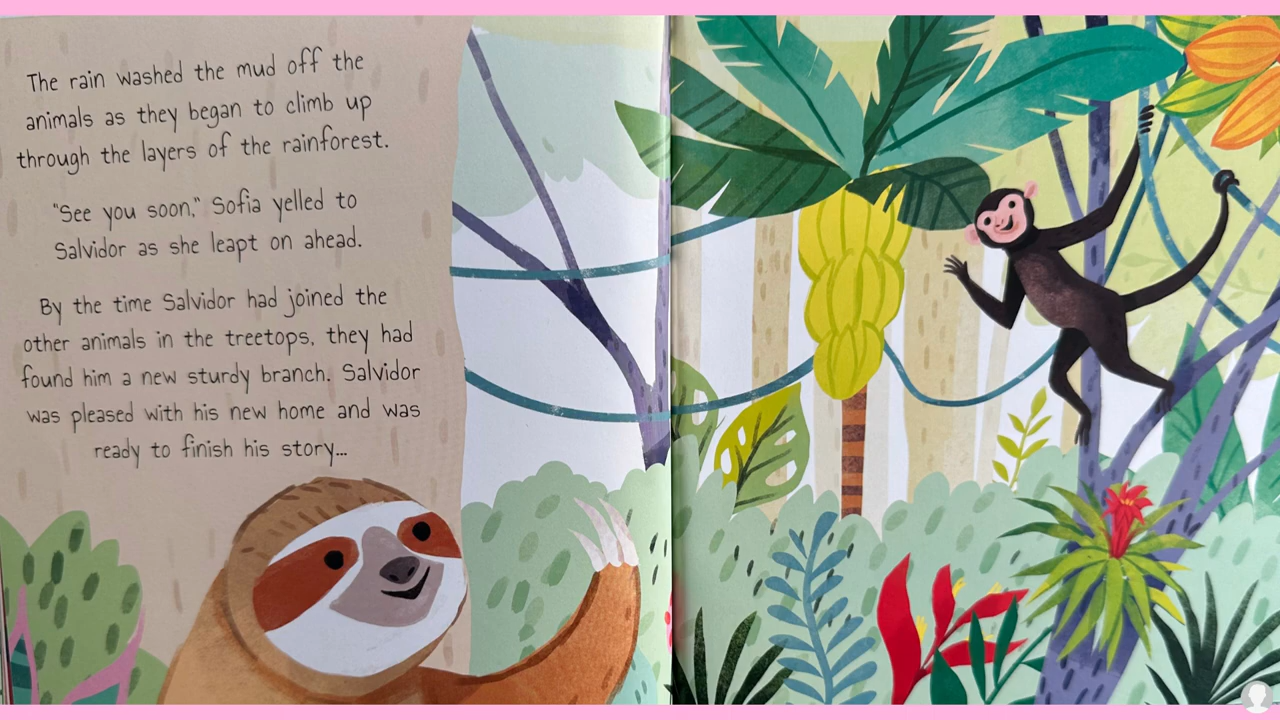 The rain washed the mud off the
animals as they began to climb up
through the layers of the rainforest.
"See you soon," Sofia yelled to
Salvidor as she leapt on ahead.
By the time Salvidor had joined the
other animals in the treetops, they had
found him a new sturdy branch. Salvidor
was pleased with his new home and was
ready to finish his story...